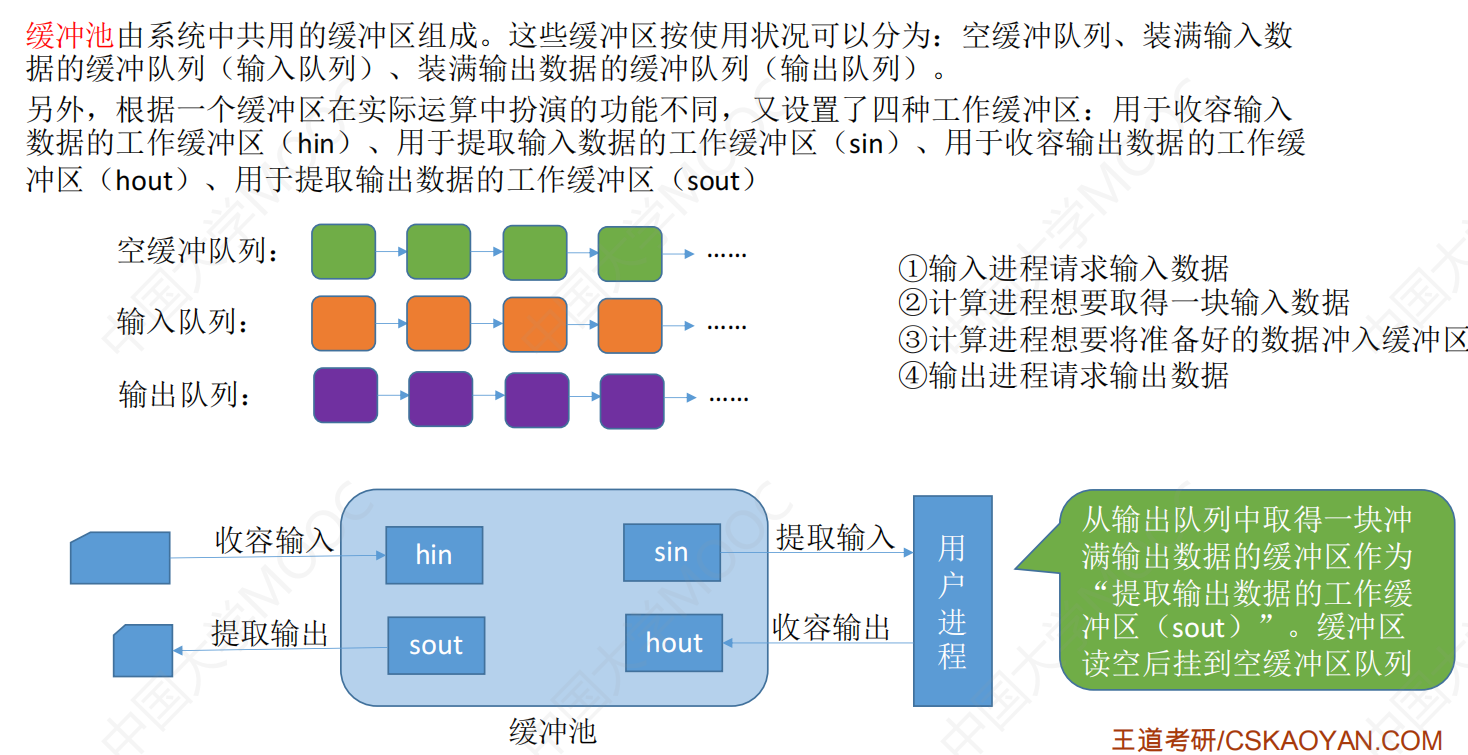 缓冲池由系统中共用的缓冲区组成。这些缓冲区按使用状况可以分为：空缓冲队列、装满输入数
据的缓冲队列（输入队列）、装满输出数据的缓冲队列（输出队列）。
另外，根据一个缓冲区在实际运算中扮演的功能不同，又设置了四种工作缓冲区：用于收容输入
数据的工作缓冲区（hin）、用于提取输入数据的工作缓冲区（sin）、用于收容输出数据的工作缓
冲区（hout）、用于提取输出数据的工作缓冲区（sout）
空缓冲队列：
……
输入队列：
……
输出队列：
……
①输入进程请求输入数据
②计算进程想要取得一块输入数据
③计算进程想要将准备好的数据冲入缓冲区
④输出进程请求输出数据
收容输入
hin
sin
提取输入
提取输出
sout
hout
收容输出
用
户
进
程
缓冲池
从输出队列中取得一块冲
满输出数据的缓冲区作为
“提取输出数据的工作缓
冲区（sout）”。缓冲区
读空后挂到空缓冲区队列
王道考研/CSKAOYAN.COM
中国大学MOOC